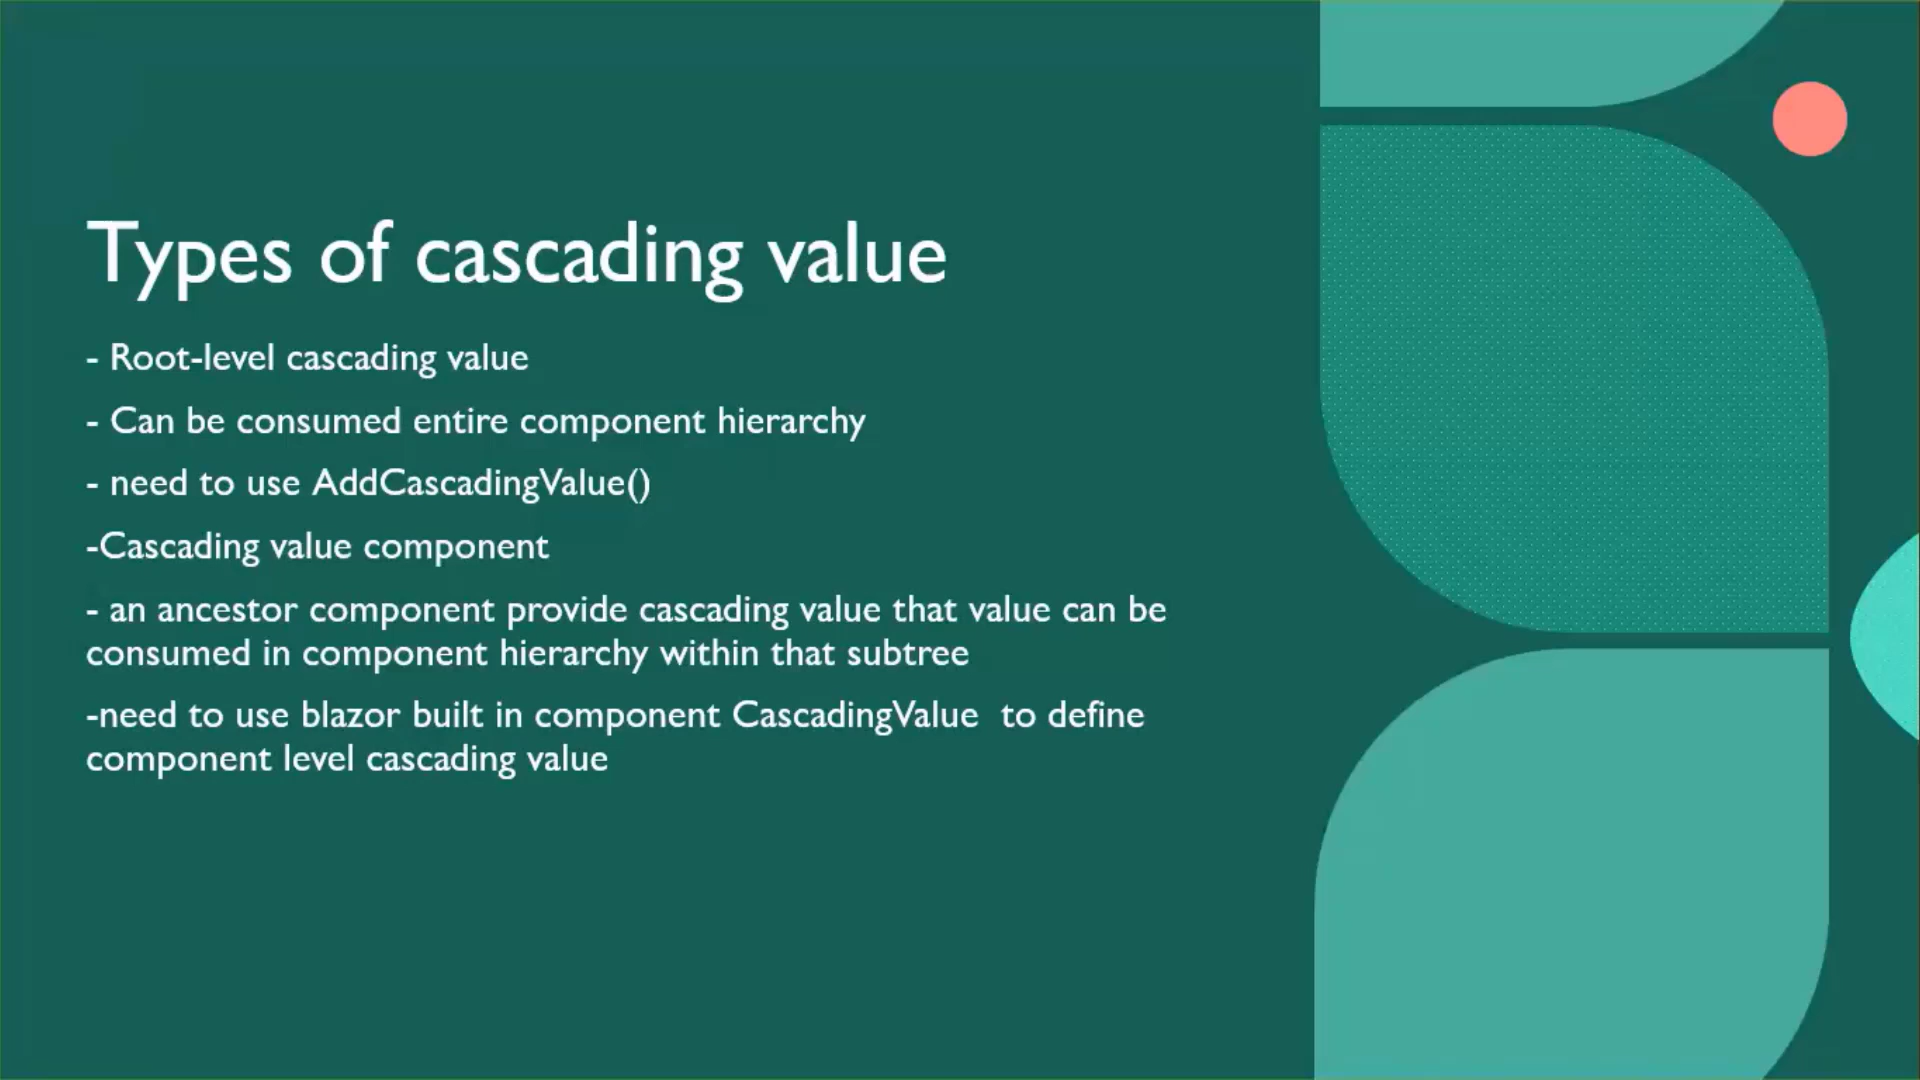 Types of cascading value
- Root-level cascading value
- Can be consumed entire component hierarchy
- need to use AddCascadingValue()
-Cascading value component
- an ancestor component provide cascading value that value can be
consumed in component hierarchy within that subtree
-need to use blazor built in component CascadingValue  to define
component level cascading value